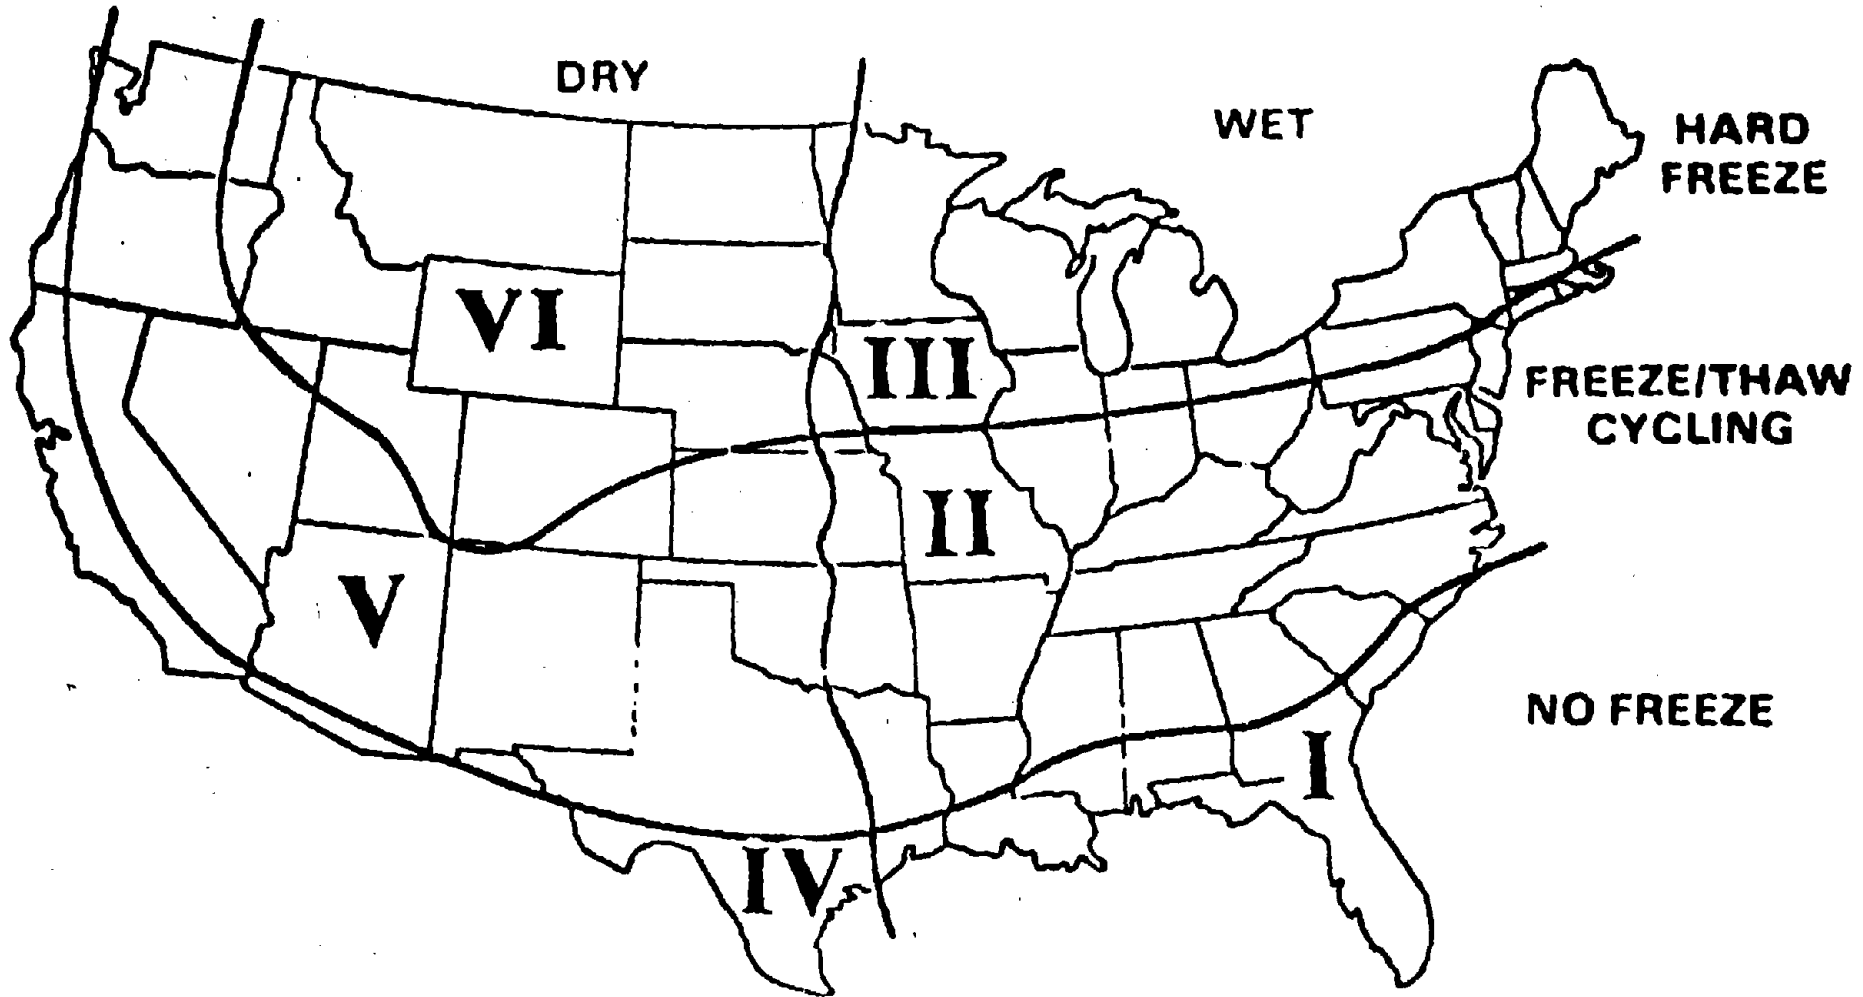 DRY
WET
HARD
FREEZE
VI
III
FREEZE/THAW
CYCLING
II
V
NO FREEZE
I
IV